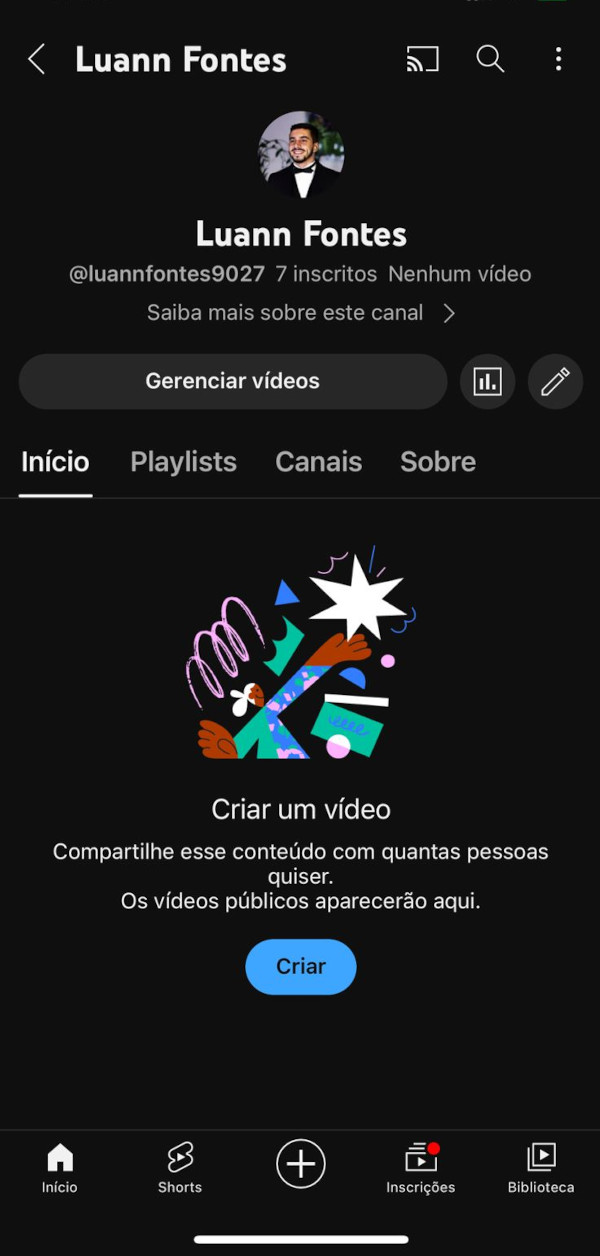 Luann Fontes
Luann Fontes
@luannfontes9027 7 inscritos Nenhum vídeo
Saiba mais sobre este canal
Gerenciar vídeos
Início Playlists Canais Sobre
Criar um vídeo
Compartilhe esse conteúdo com quantas pessoas
quiser.
Os vídeos públicos aparecerão aqui.
Criar
Início Shorts Inscrições Biblioteca